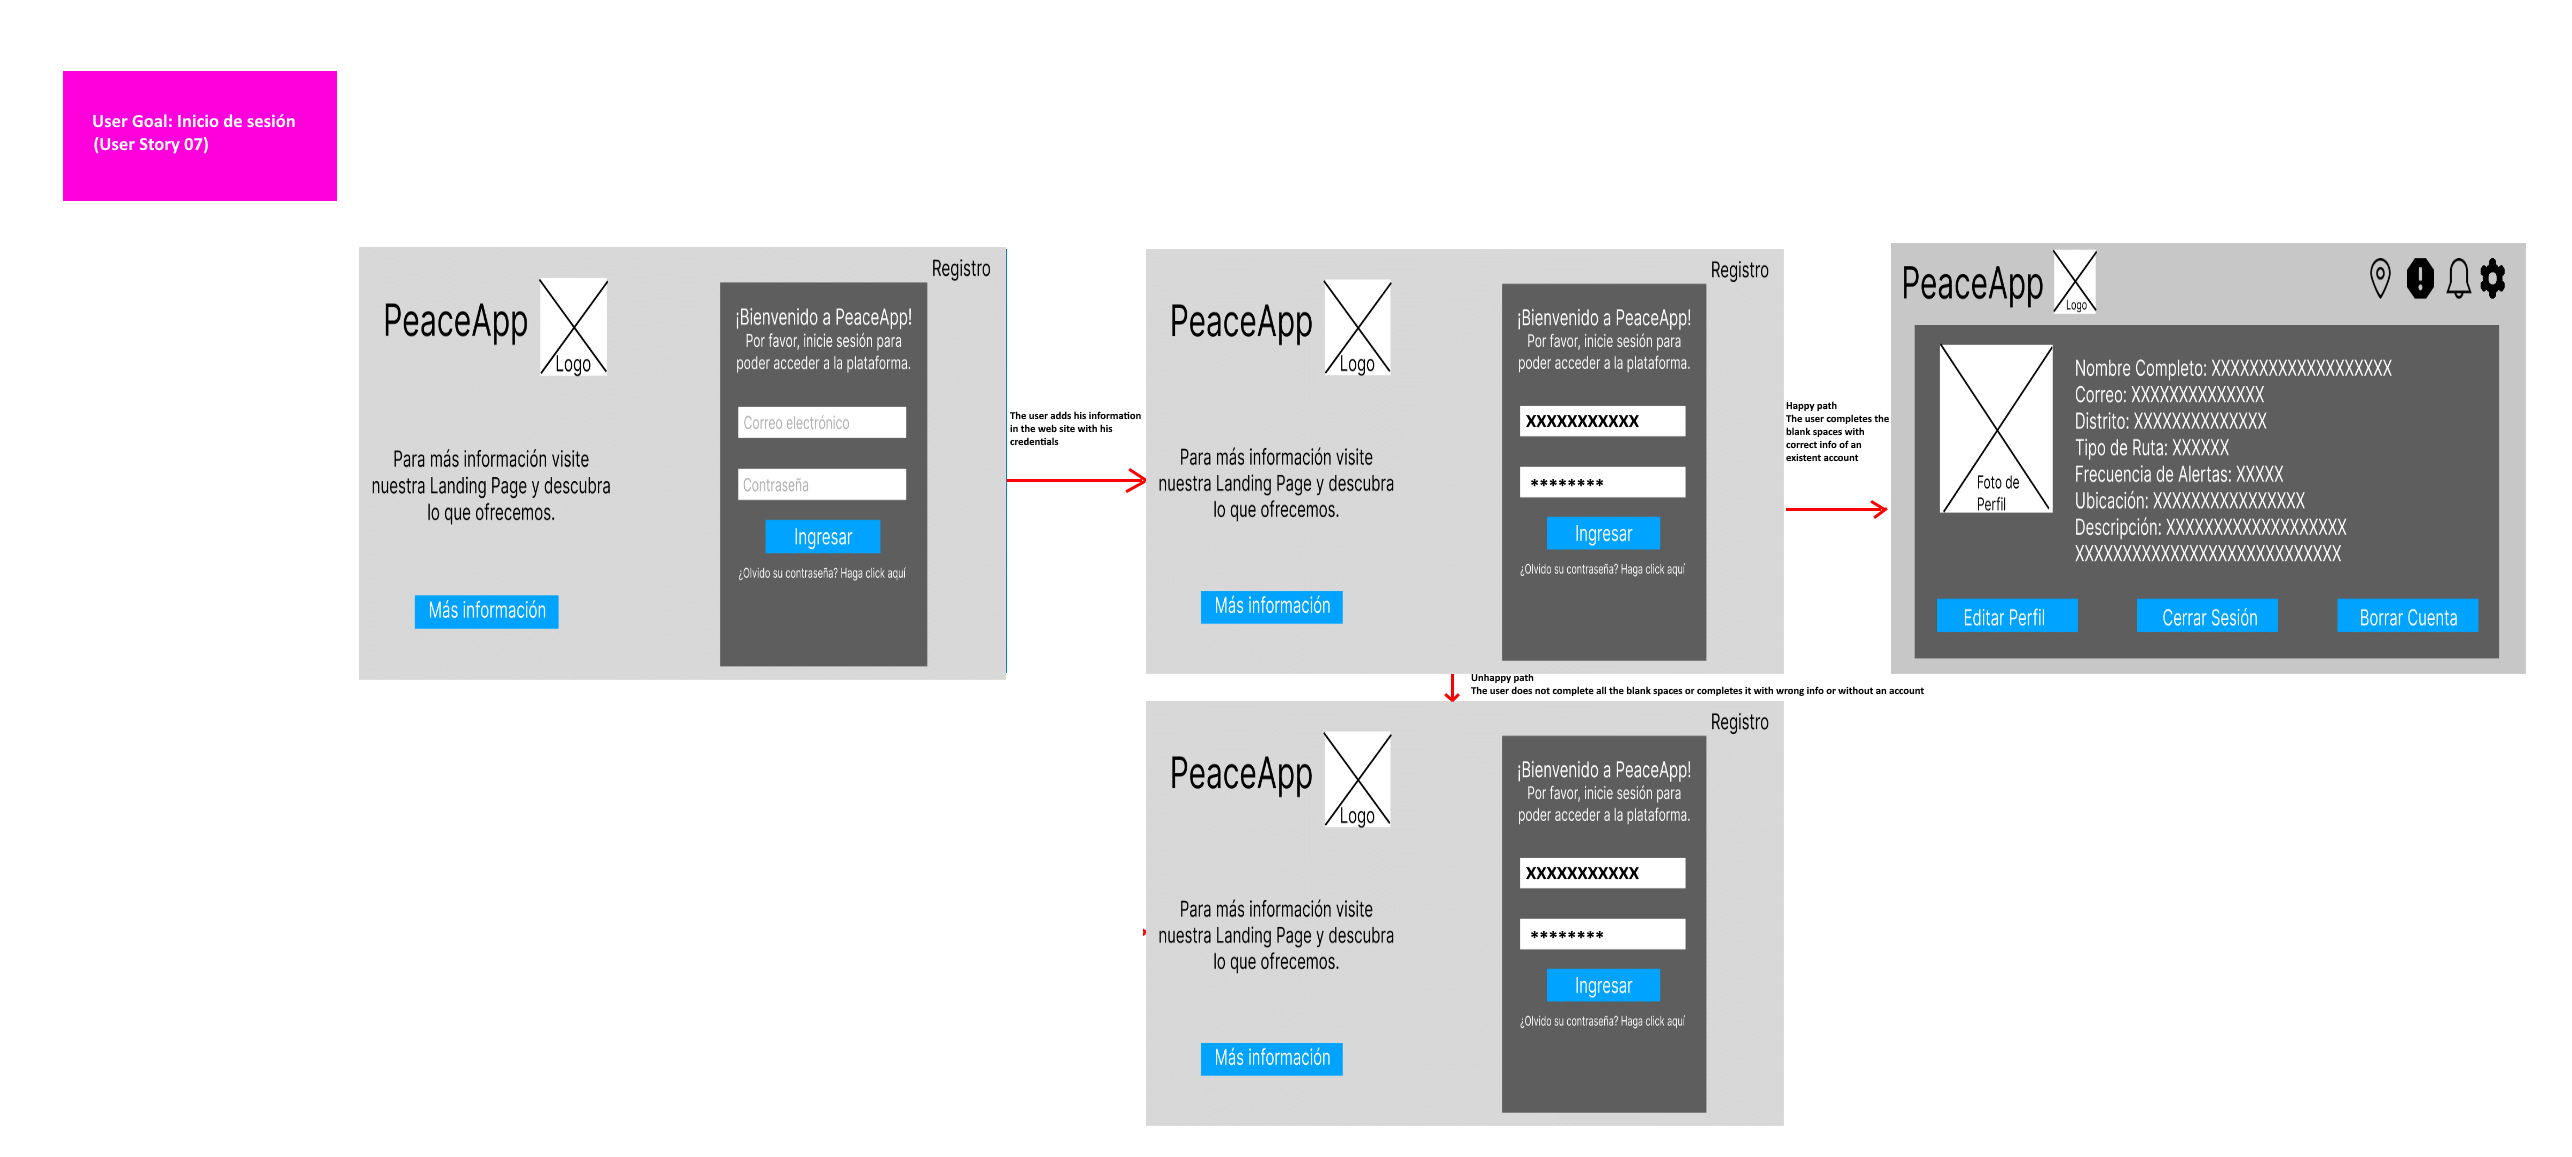 User Goal: Inicio de sesión
(User Story 07)
Registro
PeaceApp
Logo
¡Bienvenido a PeaceApp!
Por favor, inicie sesión para
poder acceder a la plataforma.
Correo electrónico
Contraseña
Ingresar
¿Olvido su contraseña? Haga click aquí
Para más información visite
nuestra Landing Page y descubra
lo que ofrecemos.
Más información
The user adds his information
in the web site with his
credentials
Registro
PeaceApp
Logo
¡Bienvenido a PeaceApp!
Por favor, inicie sesión para
poder acceder a la plataforma.
XXXXXXXXXXX
********
Ingresar
¿Olvido su contraseña? Haga click aquí
Para más información visite
nuestra Landing Page y descubra
lo que ofrecemos.
Más información
Happy path
The user completes the
blank spaces with
correct info of an
existent account
PeaceApp
Logo
Foto de
Perfil
Nombre Completo: XXXXXXXXXXXXXXXXXXX
Correo: XXXXXXXXXXXXXX
Distrito: XXXXXXXXXXXXXX
Tipo de Ruta: XXXXXX
Frecuencia de Alertas: XXXXX
Ubicación: XXXXXXXXXXXXXXXX
Descripción: XXXXXXXXXXXXXXXXXXX
XXXXXXXXXXXXXXXXXXXXXXXXXXXX
Editar Perfil
Cerrar Sesión
Borrar Cuenta
Unhappy path
The user does not complete all the blank spaces or completes it with wrong info or without an account
Registro
PeaceApp
Logo
¡Bienvenido a PeaceApp!
Por favor, inicie sesión para
poder acceder a la plataforma.
XXXXXXXXXXX
********
Ingresar
¿Olvido su contraseña? Haga click aquí
Para más información visite
nuestra Landing Page y descubra
lo que ofrecemos.
Más información